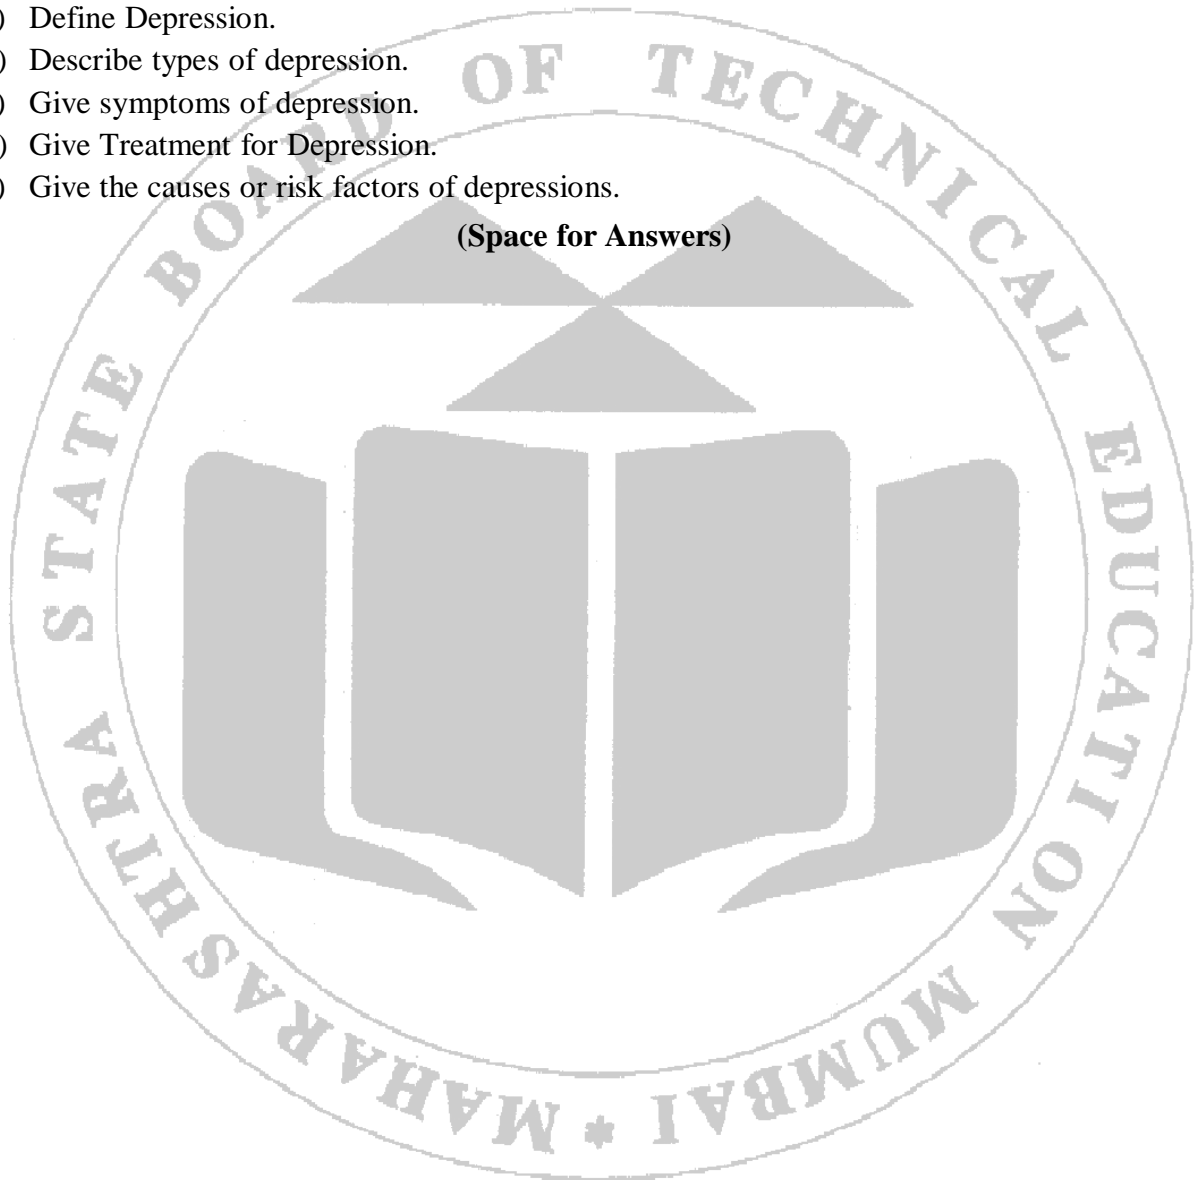 ) Define Depression.
) Describe types of depression.
) Give symptoms of depression.
) Give Treatment for Depression.
) Give the causes or risk factors of depressions.
(Space for Answers)
MAHARASHTRA STATE BOARD OF TECHNICAL EDUCATION MUMBAI *